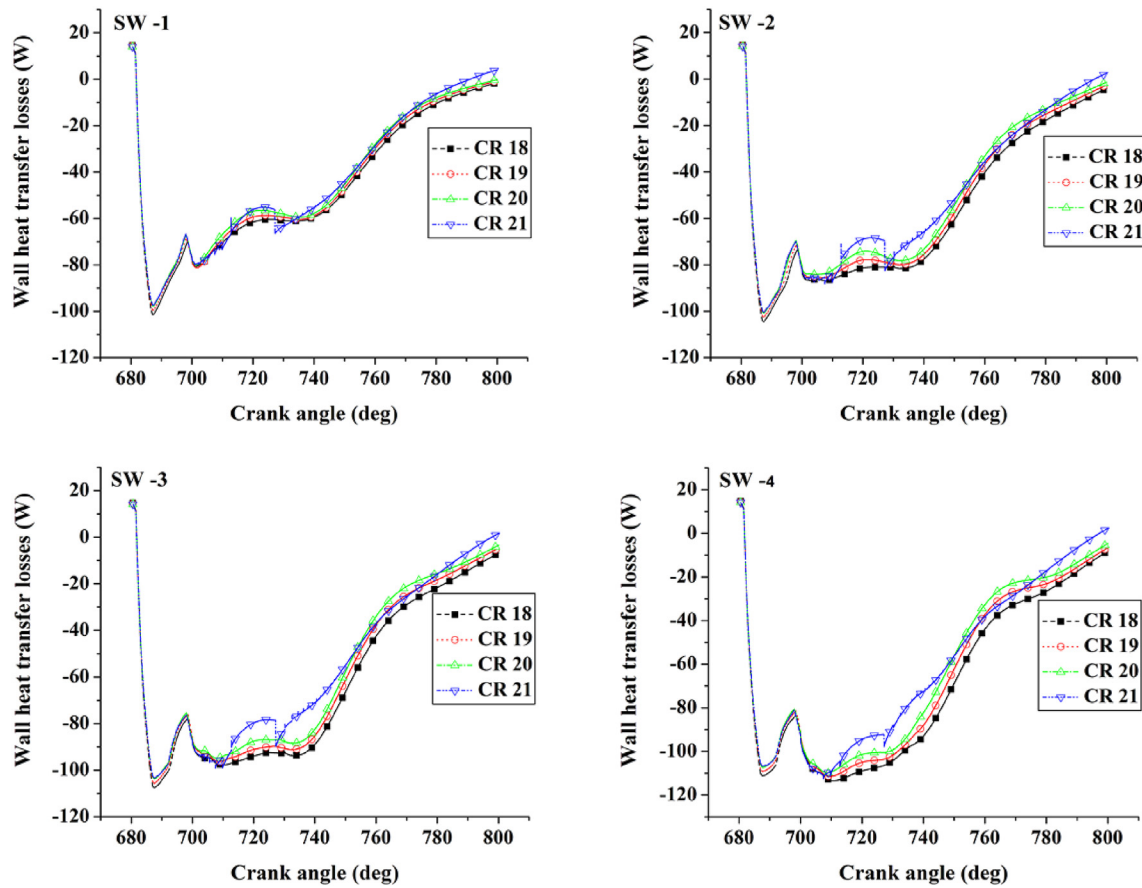 SW -1
Wall heat transfer losses (W)
20
0
-20
-40
-60
-80
-100
-120
680 700 720 740 760 780 800
Crank angle (deg)
CR 18
CR 19
CR 20
CR 21
SW -2
Wall heat transfer losses (W)
20
0
-20
-40
-60
-80
-100
-120
680 700 720 740 760 780 800
Crank angle (deg)
CR 18
CR 19
CR 20
CR 21
SW -3
Wall heat transfer losses (W)
20
0
-20
-40
-60
-80
-100
-120
680 700 720 740 760 780 800
Crank angle (deg)
CR 18
CR 19
CR 20
CR 21
SW -4
Wall heat transfer losses (W)
20
0
-20
-40
-60
-80
-100
-120
680 700 720 740 760 780 800
Crank angle (deg)
CR 18
CR 19
CR 20
CR 21